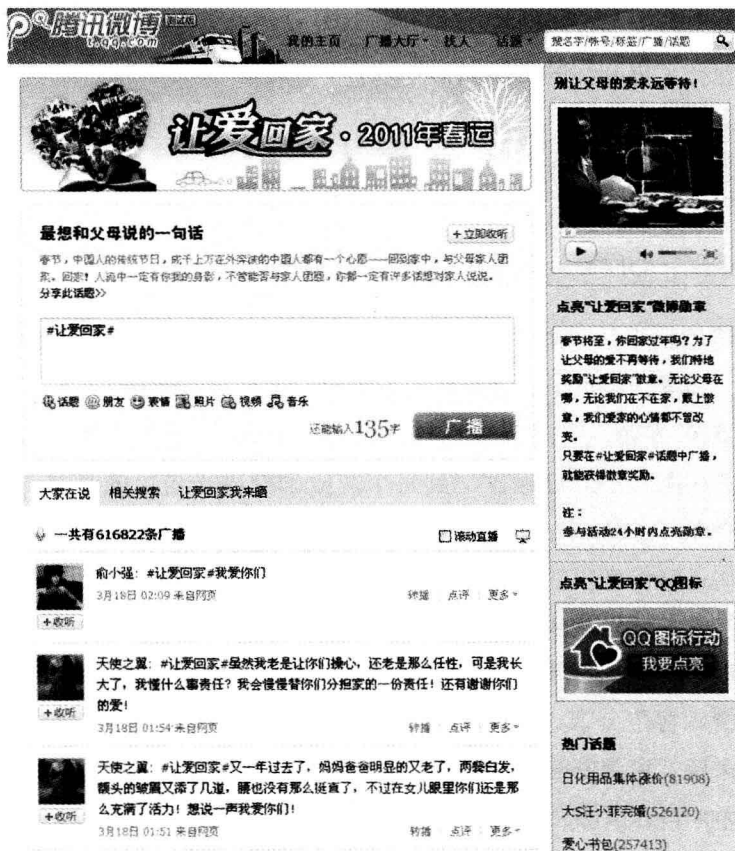 腾讯微博 测试版
t.qq.com
我的主页 广播大厅 找人 话题 搜名字/帐号/标签/广播/话题
让爱回家·2011年春运
最想和父母说的一句话 +立即收听
春节，中国人的传统节日，成千上万在外奔波的中国人都有一个心愿——回到家中，与父母家人团
聚。回家！人流中一定有你我的身影，不管能否与家人团圆，你都一定有许多话想对家人说说。
分享此话题>>
#让爱回家#
话题 朋友 表情 照片 视频 音乐
还能输入135字 广播
大家在说 相关搜索 让爱回家我来晒
一共有616822条广播 滚动直播
俞小强：#让爱回家#我爱你们
3月18日 02:09 来自网页 转播 点评 更多
+收听
天使之翼：#让爱回家#虽然我老是让你们操心，还老是那么任性，可是我长
大了，我懂什么事责任？我会慢慢替你们分担家的一份责任！还有谢谢你们
的爱！
+收听
3月18日 01:54 来自网页 转播 点评 更多
天使之翼：#让爱回家#又一年过去了，妈妈爸爸明显的又老了，两鬓白发，
额头的皱眉又添了几道，腰也没有那么挺直了，不过在女儿眼里你们还是那
么充满了活力！想说一声我爱你们！
+收听
3月18日 01:51 来自网页 转播 点评 更多
别让父母的爱永远等待！
点亮“让爱回家”微博勋章
春节将至，你回家过年吗？为了
让父母的爱不再等待，我们特地
奖励“让爱回家”徽章。无论父母在
哪，无论我们在不在家，戴上徽
章，我们爱家的心情都不曾改
变。
只要在#让爱回家#话题中广播，
就能获得徽章奖励。
注：
参与活动24小时内点亮勋章。
点亮“让爱回家”QQ图标
QQ图标行动
我要点亮
热门话题
日化用品集体涨价(81908)
大S汪小菲完婚(526120)
爱心书包(257413)